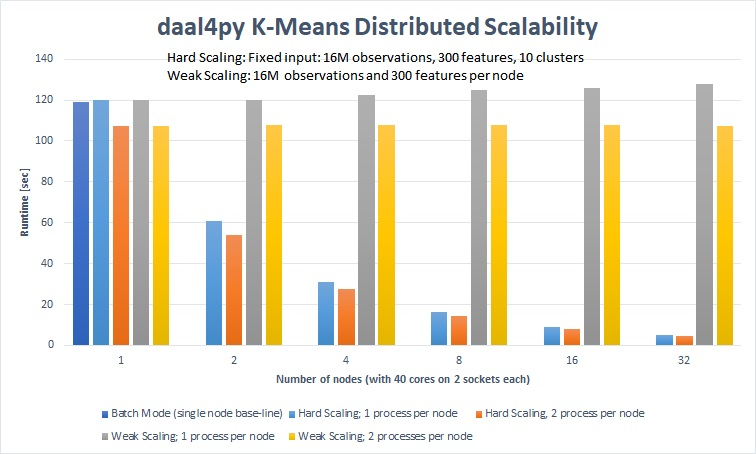 daal4py K-Means Distributed Scalability
Hard Scaling: Fixed input: 16M observations, 300 features, 10 clusters
Weak Scaling: 16M observations and 300 features per node
140
120
100
80
60
40
20
0
Runtime [sec]
1 2 4 8 16 32
Number of nodes (with 40 cores on 2 sockets each)
Batch Mode (single node base-line) Hard Scaling; 1 process per node Hard Scaling, 2 process per node
Weak Scaling; 1 process per node Weak Scaling; 2 processes per node